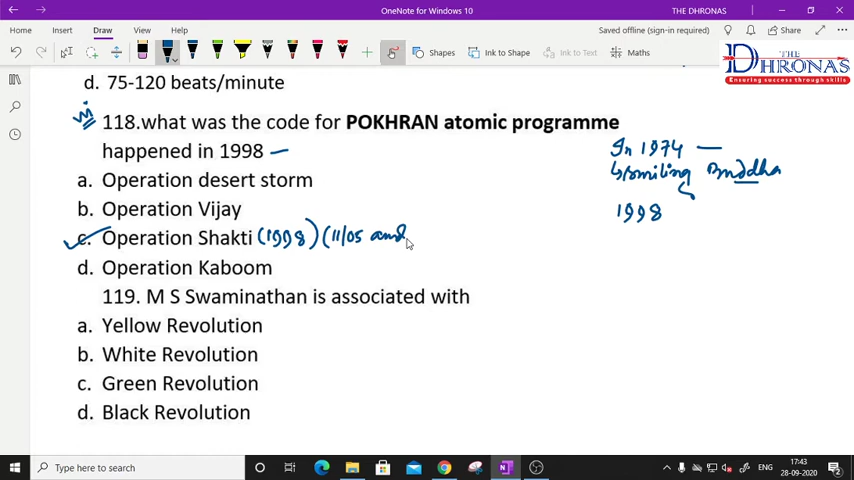 OneNote for Windows 10
THE DHRONAS
Home Insert Draw View Help
Saved offline (sign-in required)
Share
Shapes
Ink to Shape
Ink to Text
Maths
THE
DHRONAS
Ensuring success through skills
d. 75-120 beats/minute
118.what was the code for POKHRAN atomic programme
happened in 1998 —
a. Operation desert storm
b. Operation Vijay
c. Operation Shakti (1998) (11/05 and
d. Operation Kaboom
In 1974 —
Smiling Buddha
1998
119. M S Swaminathan is associated with
a. Yellow Revolution
b. White Revolution
c. Green Revolution
d. Black Revolution
Type here to search
ENG
17:43
28-09-2020
2